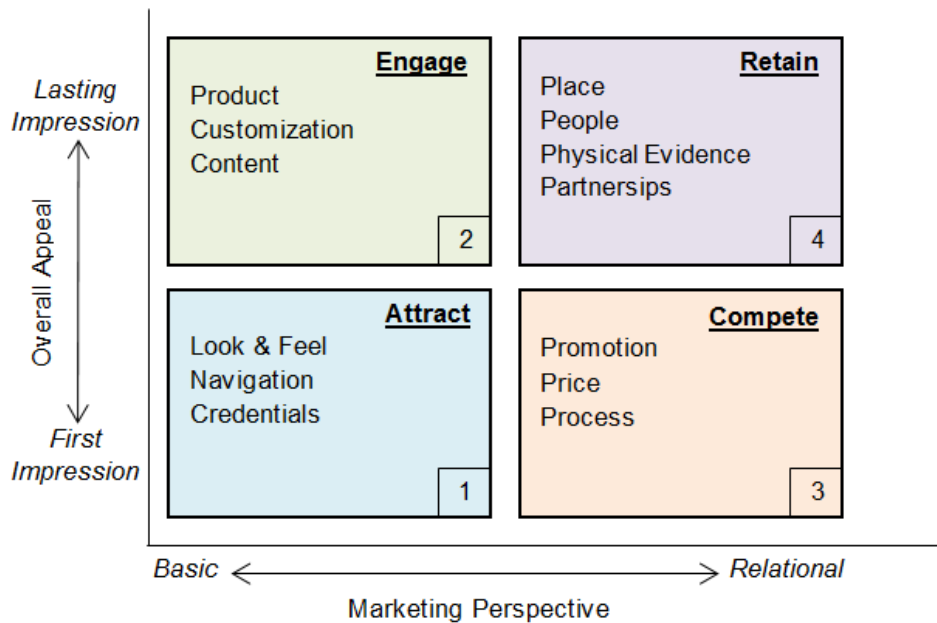 Lasting
Impression
Overall Appeal
First
Impression
Engage
Product
Customization
Content
2
Retain
Place
People
Physical Evidence
Partnersips
4
Attract
Look & Feel
Navigation
Credentials
1
Compete
Promotion
Price
Process
3
Basic
Relational
Marketing Perspective